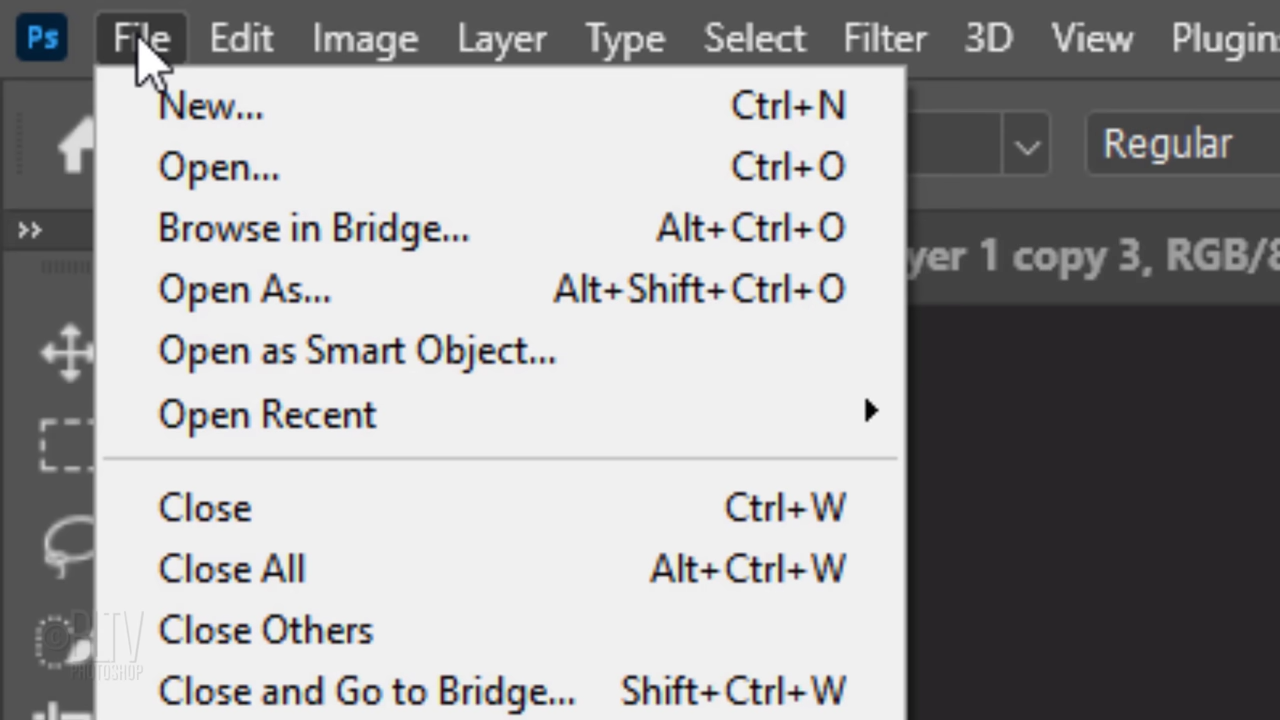 Ps File Edit Image Layer Type Select Filter 3D View Plugin
New... Ctrl+N
Open... Ctrl+O
Regular
Browse in Bridge... Alt+Ctrl+O
yer 1 copy 3, RGB/8
Open As... Alt+Shift+Ctrl+O
Open as Smart Object...
Open Recent
Close Ctrl+W
Close All Alt+Ctrl+W
Close Others
©BLTV
PHOTOSHOP
Close and Go to Bridge... Shift+Ctrl+W